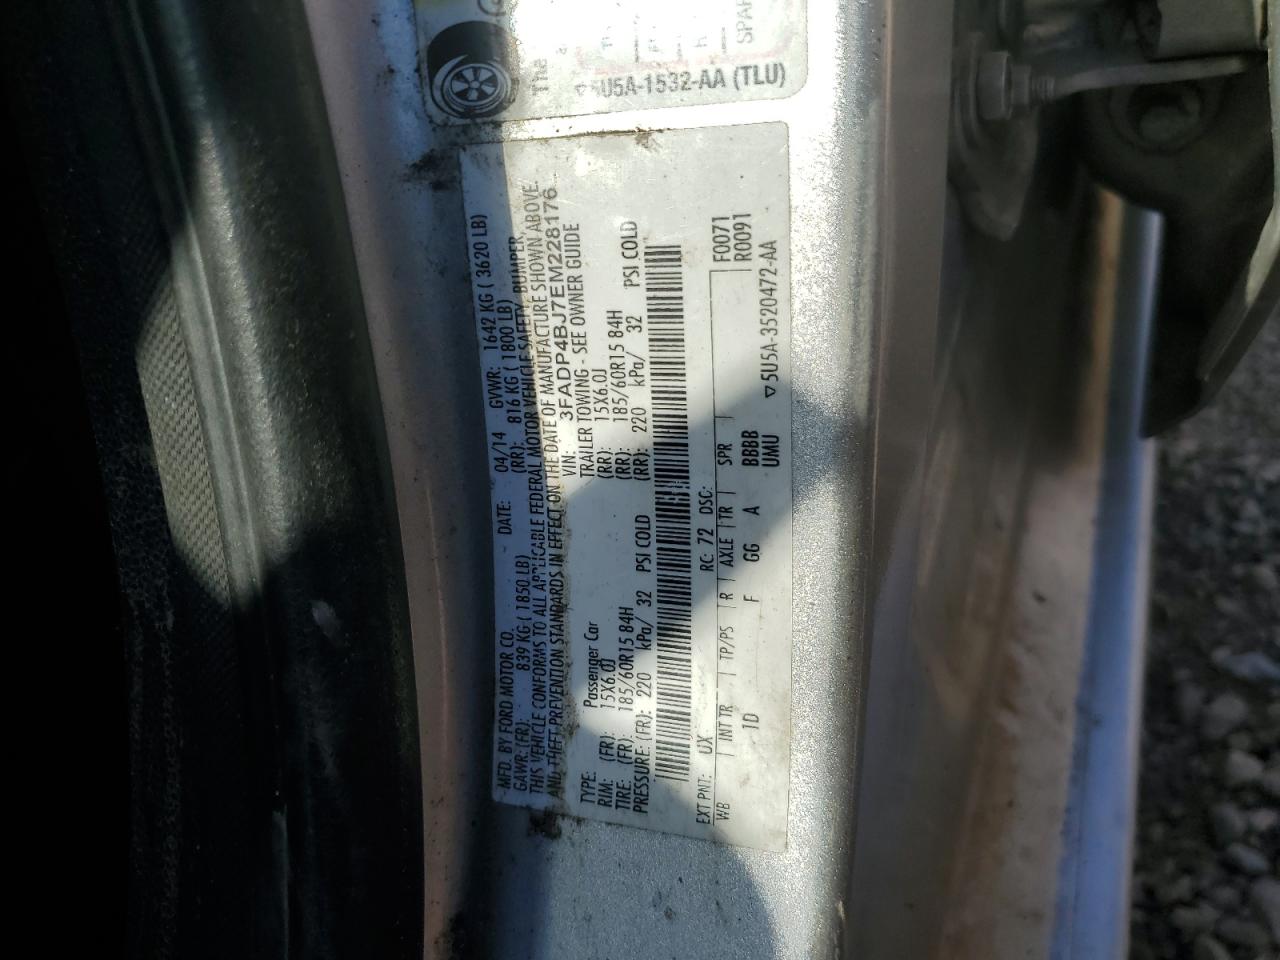 The
SPAR
5U5A-1532-AA (TLU)
MFD. BY FORD MOTOR CO. DATE: 04/14 GVWR: 1642 KG ( 3620 LB)
GAWR: (FR): 839 KG ( 1850 LB) (RR): 816 KG ( 1800 LB)
THIS VEHICLE CONFORMS TO ALL APPLICABLE FEDERAL MOTOR VEHICLE SAFETY, BUMPER,
AND THEFT PREVENTION STANDARDS IN EFFECT ON THE DATE OF MANUFACTURE SHOWN ABOVE.
VIN: 3FADP4BJ7EM228176
TYPE: Passenger Car TRAILER TOWING - SEE OWNER GUIDE
RIM: (FR): 15X6.0J (RR): 15X6.0J
TIRE: (FR): 185/60R15 84H (RR): 185/60R15 84H
PRESSURE: (FR): 220 kPa/ 32 PSI COLD (RR): 220 kPa/ 32 PSI COLD
EXT PNT: UX RC: 72 DSC: F0071
WB INT TR TP/PS R AXLE TR SPR R0091
1D F GG A BBBB
UMU
5U5A-3520472-AA